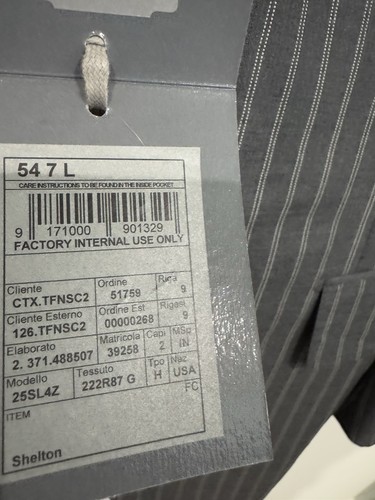 54 7 L
CARE INSTRUCTIONS TO BE FOUND IN THE INSIDE POCKET
9 171000 901329
FACTORY INTERNAL USE ONLY
Cliente Ordine Riga
CTX.TFNSC2 51759 9
Cliente Esterno Ordine Est Rigaest
126.TFNSC2 00000268 9
Elaborato Matricola Capi MSp
2. 371.488507 39258 2 IN
Modello Tessuto Tpo Naz
25SL4Z 222R87 G H USA
FC
ITEM
Shelton